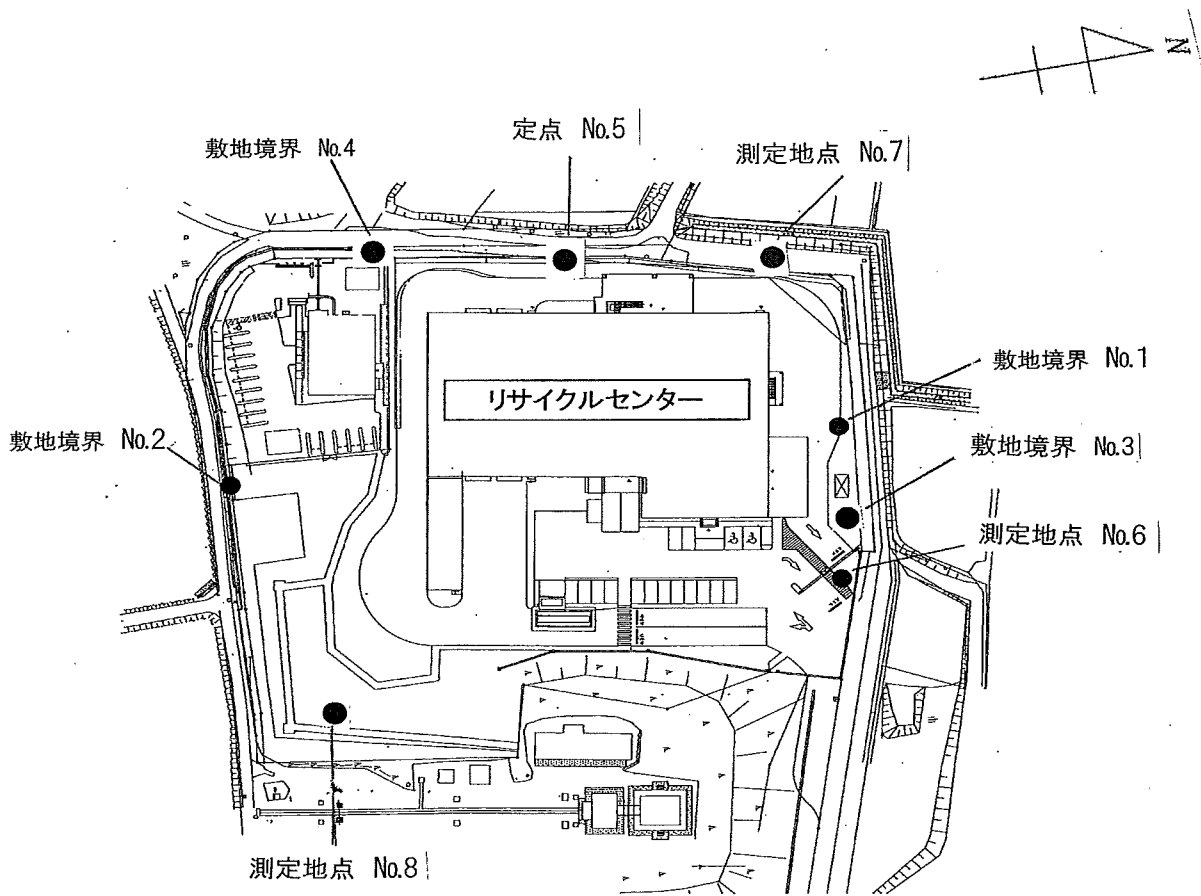 N
定点 No.5
敷地境界 No.4
測定地点 No.7
敷地境界 No.1
リサイクルセンター
敷地境界 No.2
敷地境界 No.3
測定地点 No.6
測定地点 No.8